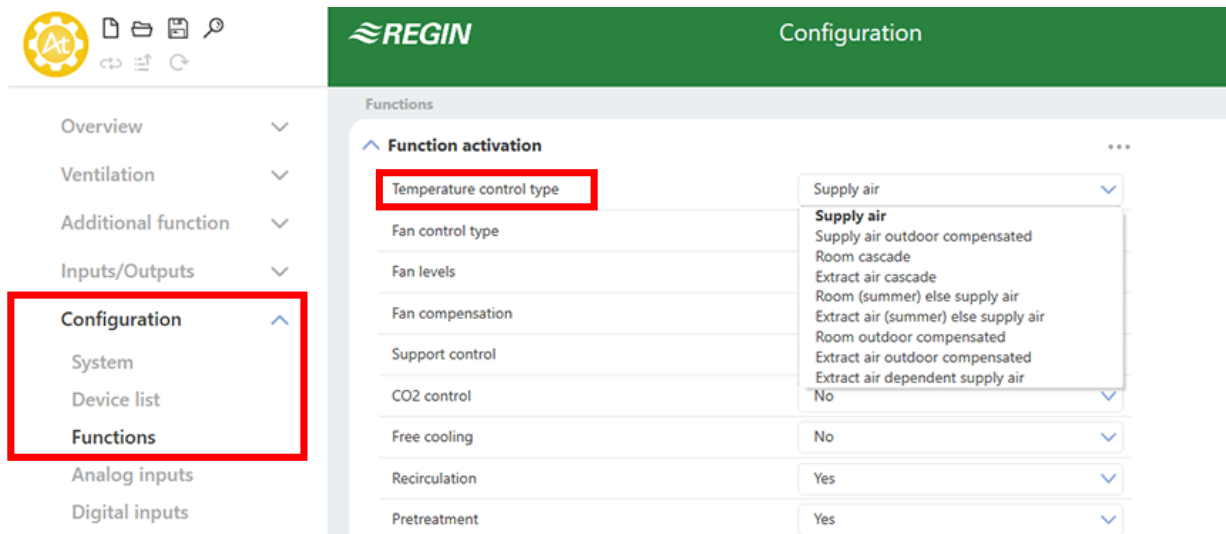 At
REGIN
Configuration
Overview
Ventilation
Additional function
Inputs/Outputs
Configuration
System
Device list
Functions
Analog inputs
Digital inputs
Functions
Function activation
Temperature control type Supply air
Supply air
Supply air outdoor compensated
Room cascade
Extract air cascade
Room (summer) else supply air
Extract air (summer) else supply air
Room outdoor compensated
Extract air outdoor compensated
Extract air dependent supply air
Fan control type
Fan levels
Fan compensation
Support control
CO2 control No
Free cooling No
Recirculation Yes
Pretreatment Yes